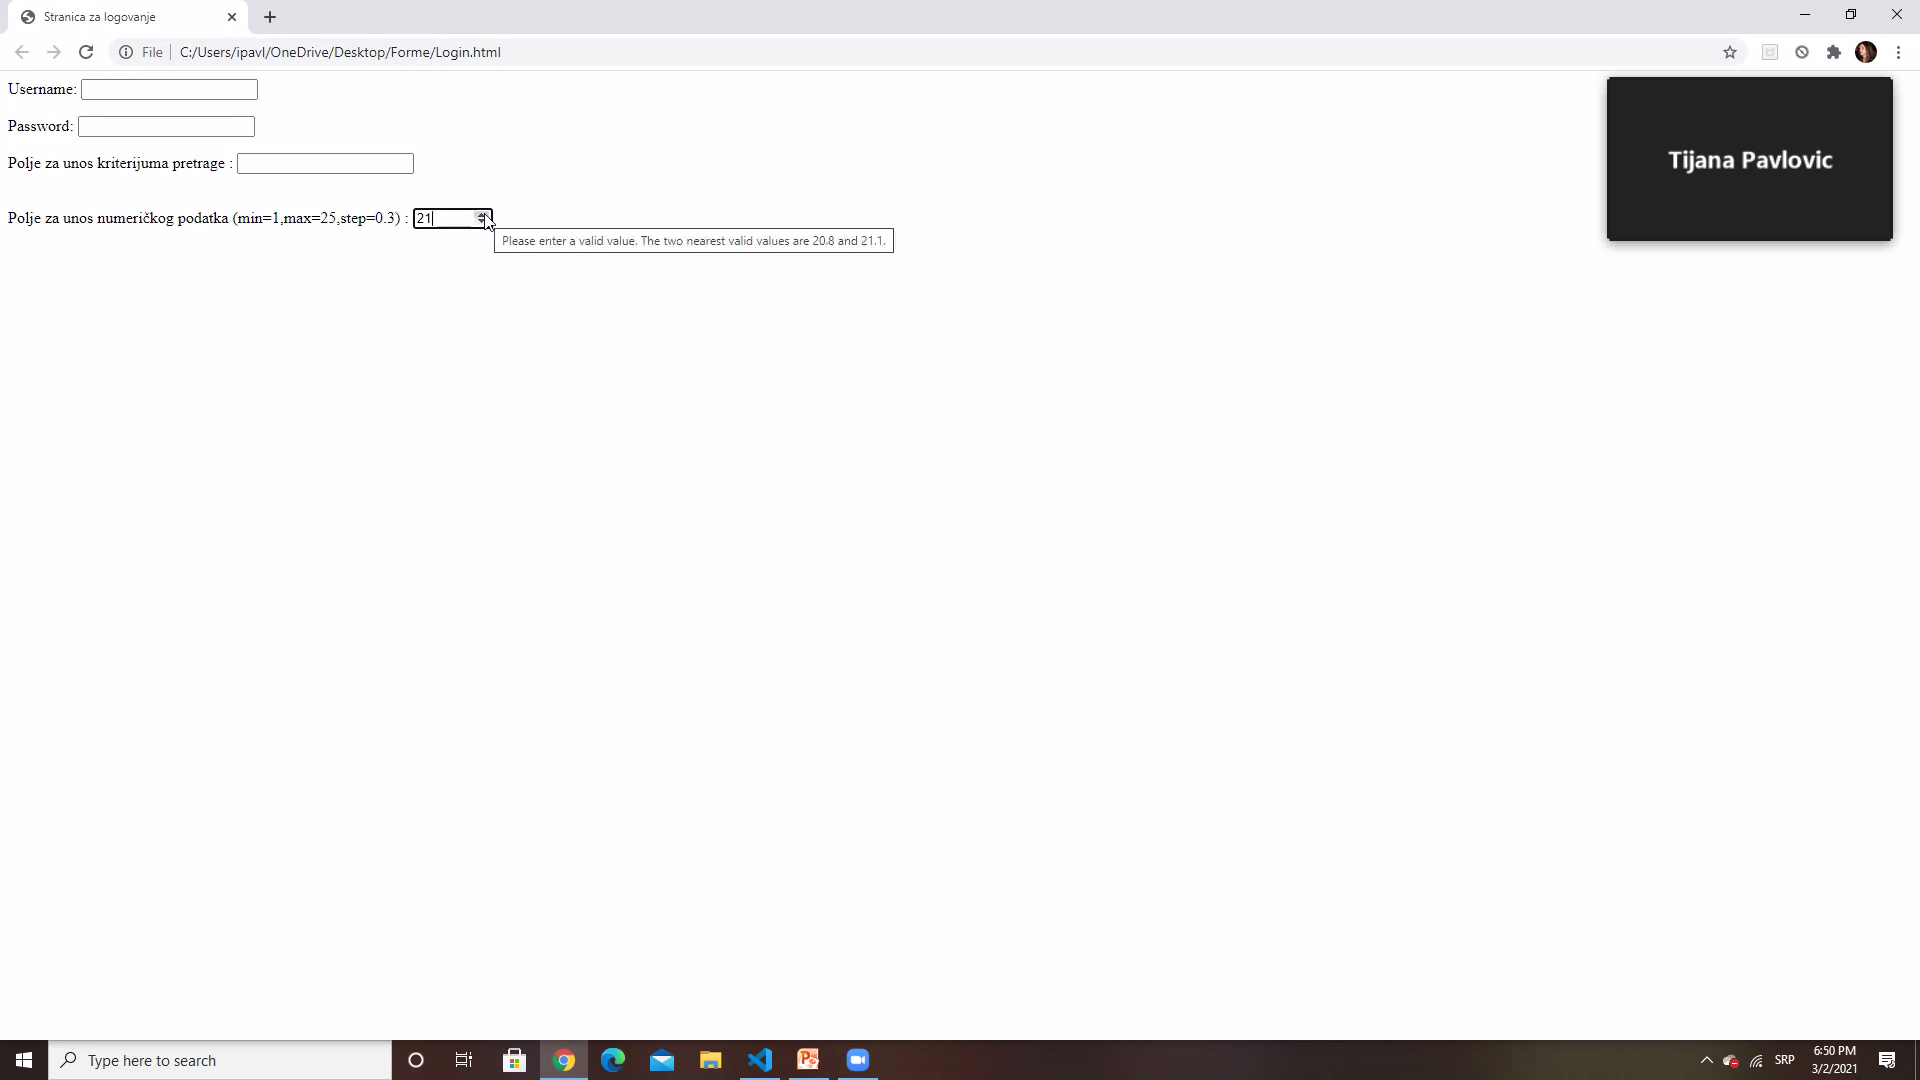 Stranica za logovanje
File
C:/Users/ipavl/OneDrive/Desktop/Forme/Login.html
Username:
Password:
Polje za unos kriterijuma pretrage :
Polje za unos numeričkog podatka (min=1,max=25,step=0.3) : 21
Please enter a valid value. The two nearest valid values are 20.8 and 21.1.
Tijana Pavlovic
Type here to search
SRP
6:50 PM
3/2/2021